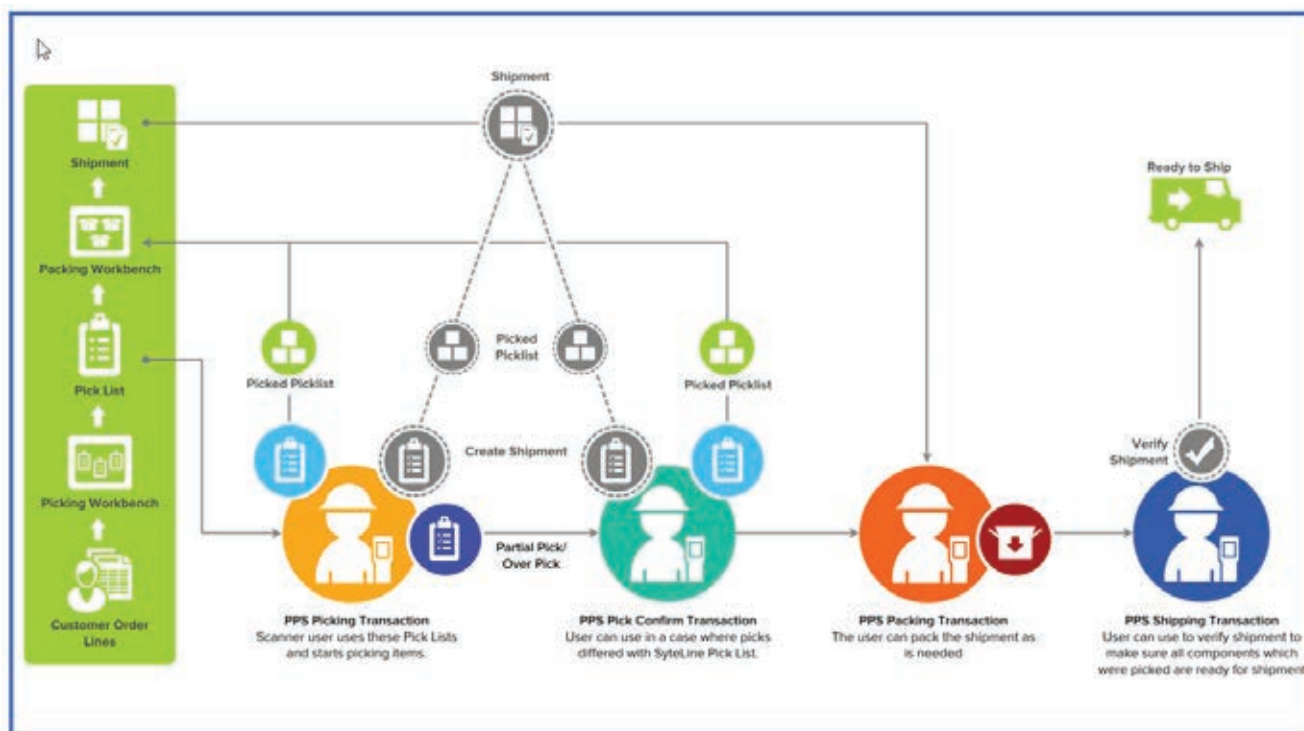 Shipment
Shipment
Ready to Ship
Packing Workbench
Picked Picklist
Picked
Picklist
Picked Picklist
Pick List
Create Shipment
Verify
Shipment
Picking Workbench
Partial Pick/
Over Pick
Customer Order
Lines
PPS Picking Transaction
Scanner user uses these Pick Lists
and starts picking items.
PPS Pick Confirm Transaction
User can use in a case where picks
differed with SyteLine Pick List.
PPS Packing Transaction
The user can pack the shipment as
is needed
PPS Shipping Transaction
User can use to verify shipment to
make sure all components which
were picked are ready for shipment